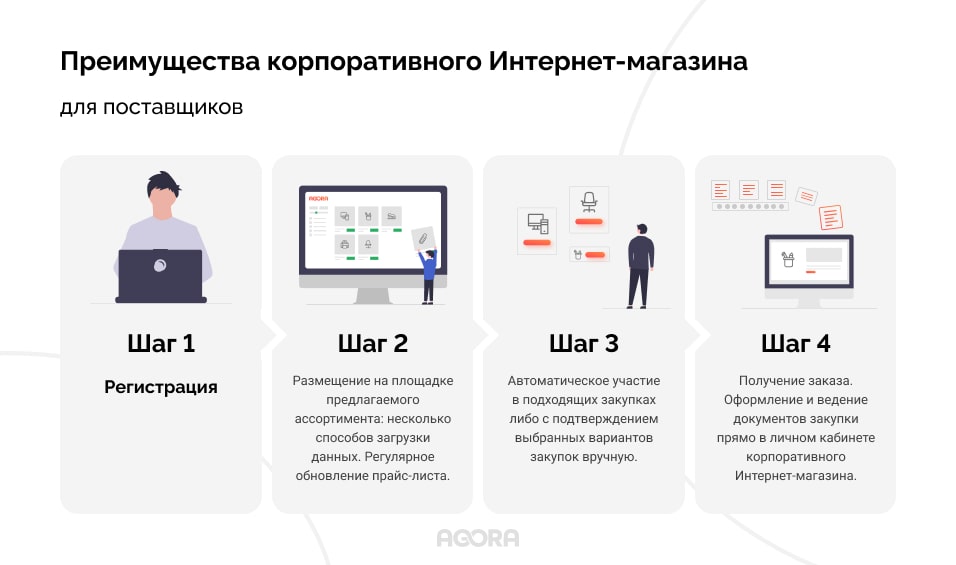 Преимущества корпоративного Интернет-магазина
для поставщиков
AGORA
Шаг 1
Регистрация
Шаг 2
Размещение на площадке
предлагаемого
ассортимента: несколько
способов загрузки
данных. Регулярное
обновление прайс-листа.
Шаг 3
Автоматическое участие
в подходящих закупках
либо с подтверждением
выбранных вариантов
закупок вручную.
Шаг 4
Получение заказа.
Оформление и ведение
документов закупки
прямо в личном кабинете
корпоративного
Интернет-магазина.
AGORA